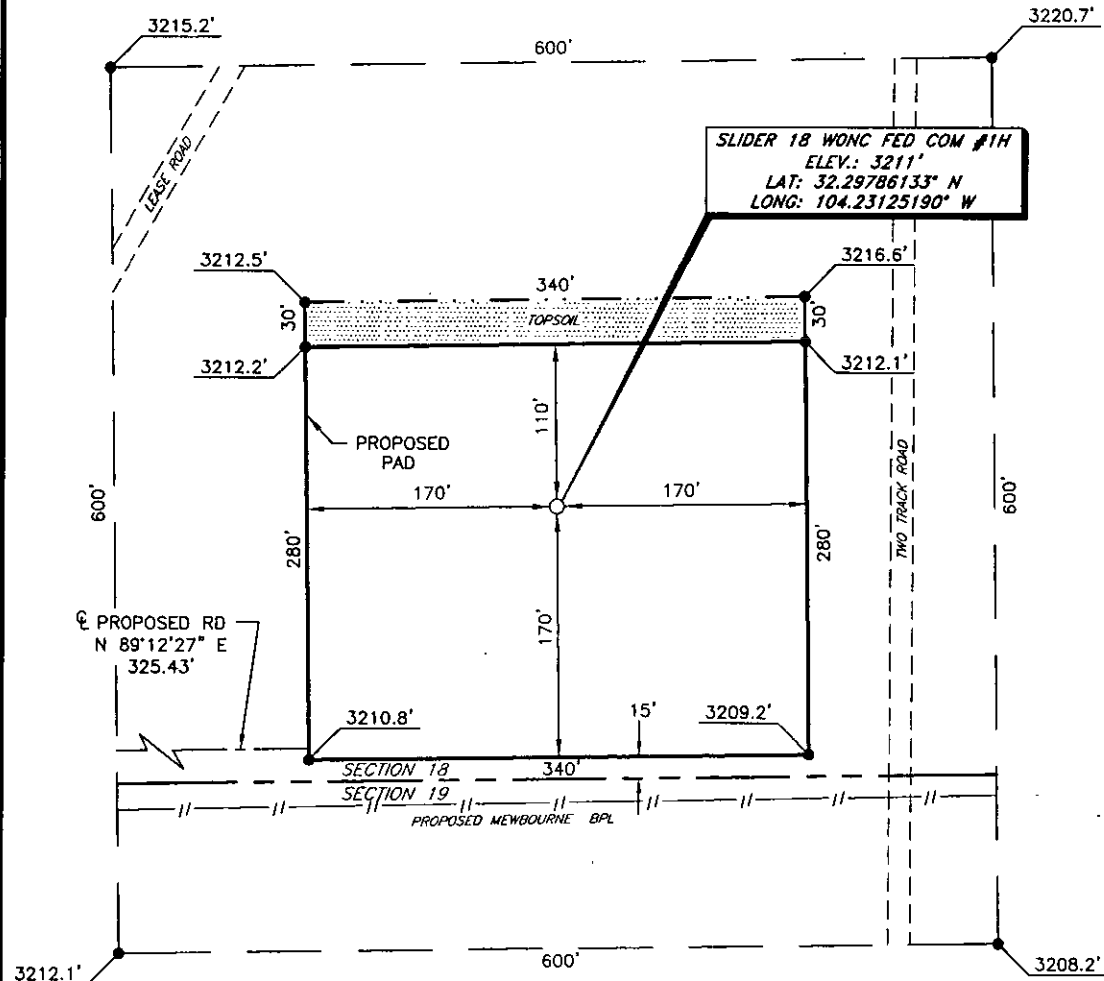 3215.2'
3220.7'
600'
LEASE ROAD
SLIDER 18 WONC FED COM #1H
ELEV.: 3211'
LAT: 32.29786133° N
LONG: 104.23125190° W
3212.5'
340'
3216.6'
30'
TOPSOIL
30'
3212.2'
3212.1'
110'
PROPOSED
PAD
170'
170'
600'
280'
280'
TWO TRACK ROAD
600'
℄ PROPOSED RD
N 89°12'27" E
325.43'
170'
3210.8'
15'
3209.2'
SECTION 18
340'
SECTION 19
PROPOSED MEWBOURNE BPL
3212.1'
600'
3208.2'